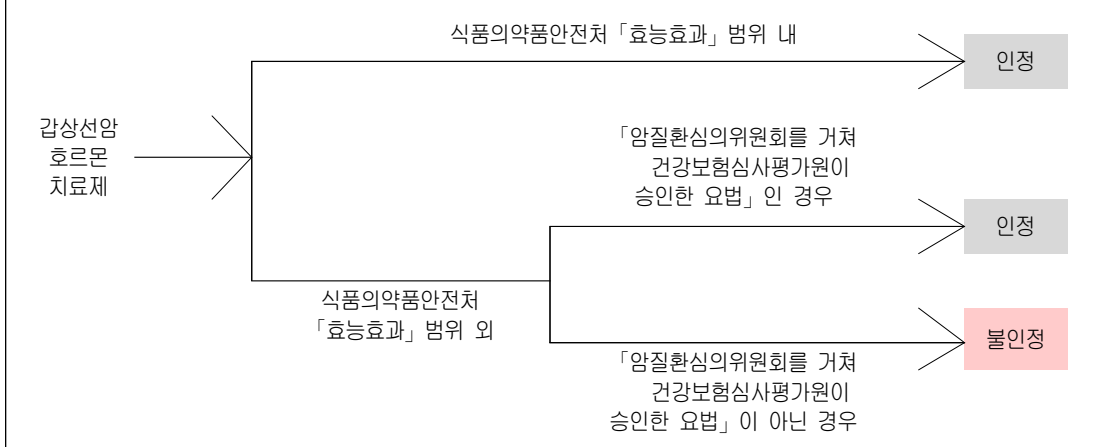 식품의약품안전처「효능효과」범위 내
인정
갑상선암
호르몬
치료제
「암질환심의위원회를 거쳐
건강보험심사평가원이
승인한 요법」인 경우
인정
식품의약품안전처
「효능효과」범위 외
불인정
「암질환심의위원회를 거쳐
건강보험심사평가원이
승인한 요법」이 아닌 경우